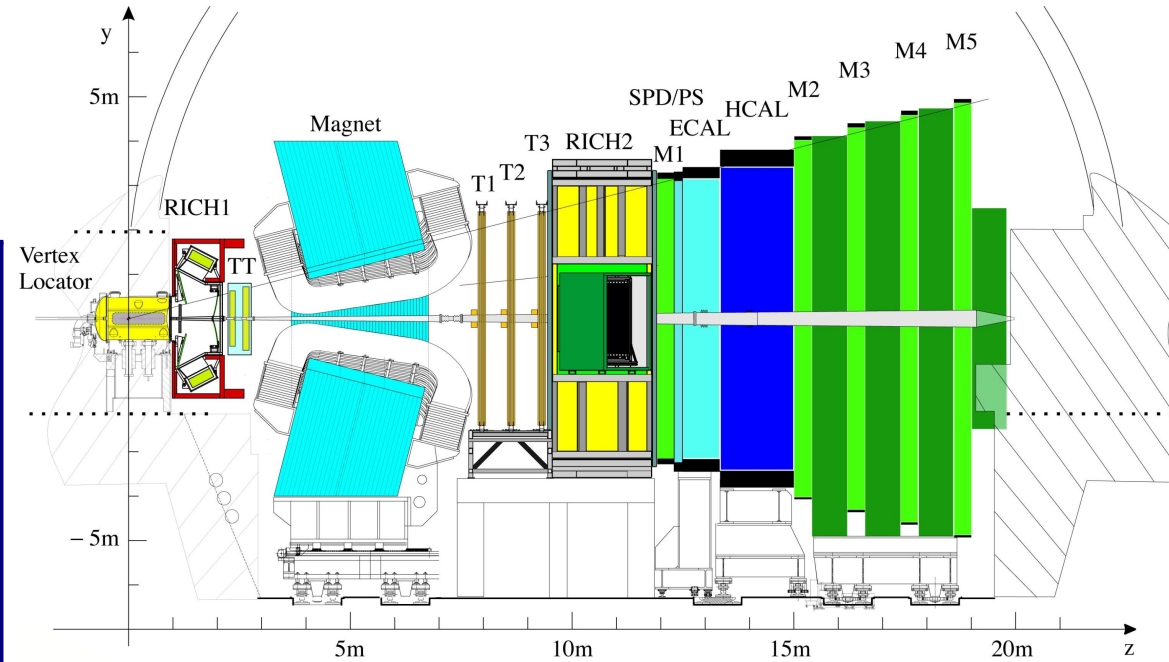 y
5m
M5
M4
M3
M2
SPD/PS
HCAL
ECAL
Magnet
T3
RICH2
M1
T2
T1
RICH1
Vertex
Locator
TT
– 5m
5m
10m
15m
20m
z